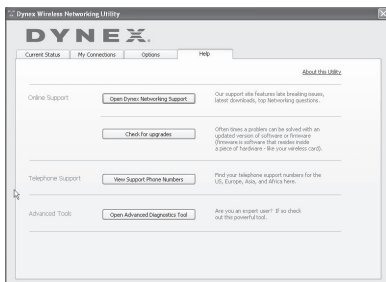 Dynex Wireless Networking Utility
DYNEX
Current Status
My Connections
Options
Help
About this Utility
Online Support
Open Dynex Networking Support
Our support site features late breaking issues,
latest downloads, top Networking questions.
Check for upgrades
Often times a problem can be solved with an
updated version of software or firmware
(firmware is software that resides inside
a piece of hardware - like your wireless card).
Telephone Support
View Support Phone Numbers
Find your telephone support numbers for the
US, Europe, Asia, and Africa here.
Advanced Tools
Open Advanced Diagnostics Tool
Are you an expert user? If so check
out this powerful tool.